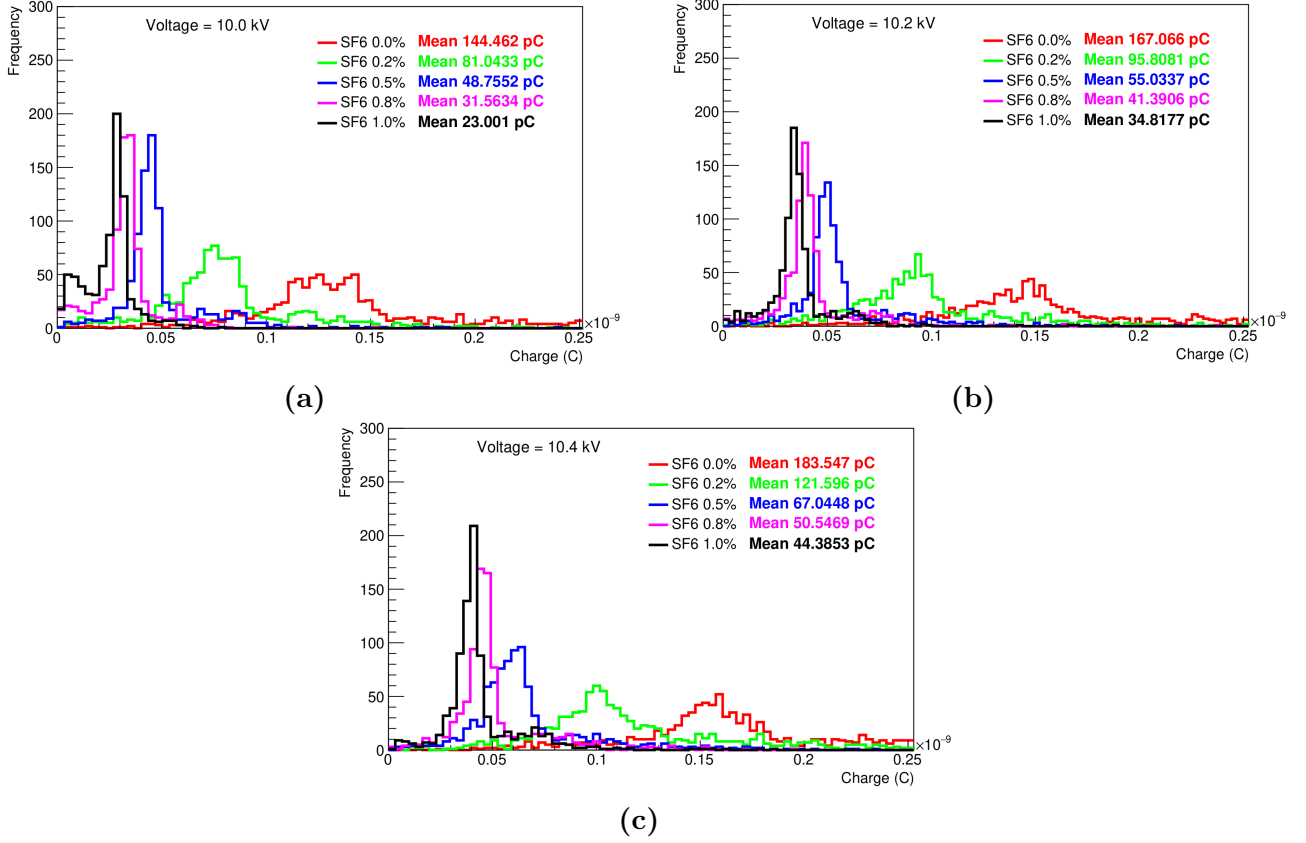 Voltage = 10.0 kV
Frequency
SF6 0.0% Mean 144.462 pC
SF6 0.2% Mean 81.0433 pC
SF6 0.5% Mean 48.7552 pC
SF6 0.8% Mean 31.5634 pC
SF6 1.0% Mean 23.001 pC
300
250
200
150
100
50
0
0 0.05 0.1 0.15 0.2 0.25
×10⁻⁹
Charge (C)
(a)
Voltage = 10.2 kV
Frequency
SF6 0.0% Mean 167.066 pC
SF6 0.2% Mean 95.8081 pC
SF6 0.5% Mean 55.0337 pC
SF6 0.8% Mean 41.3906 pC
SF6 1.0% Mean 34.8177 pC
300
250
200
150
100
50
0
0 0.05 0.1 0.15 0.2 0.25
×10⁻⁹
Charge (C)
(b)
Voltage = 10.4 kV
Frequency
SF6 0.0% Mean 183.547 pC
SF6 0.2% Mean 121.596 pC
SF6 0.5% Mean 67.0448 pC
SF6 0.8% Mean 50.5469 pC
SF6 1.0% Mean 44.3853 pC
300
250
200
150
100
50
0
0 0.05 0.1 0.15 0.2 0.25
×10⁻⁹
Charge (C)
(c)